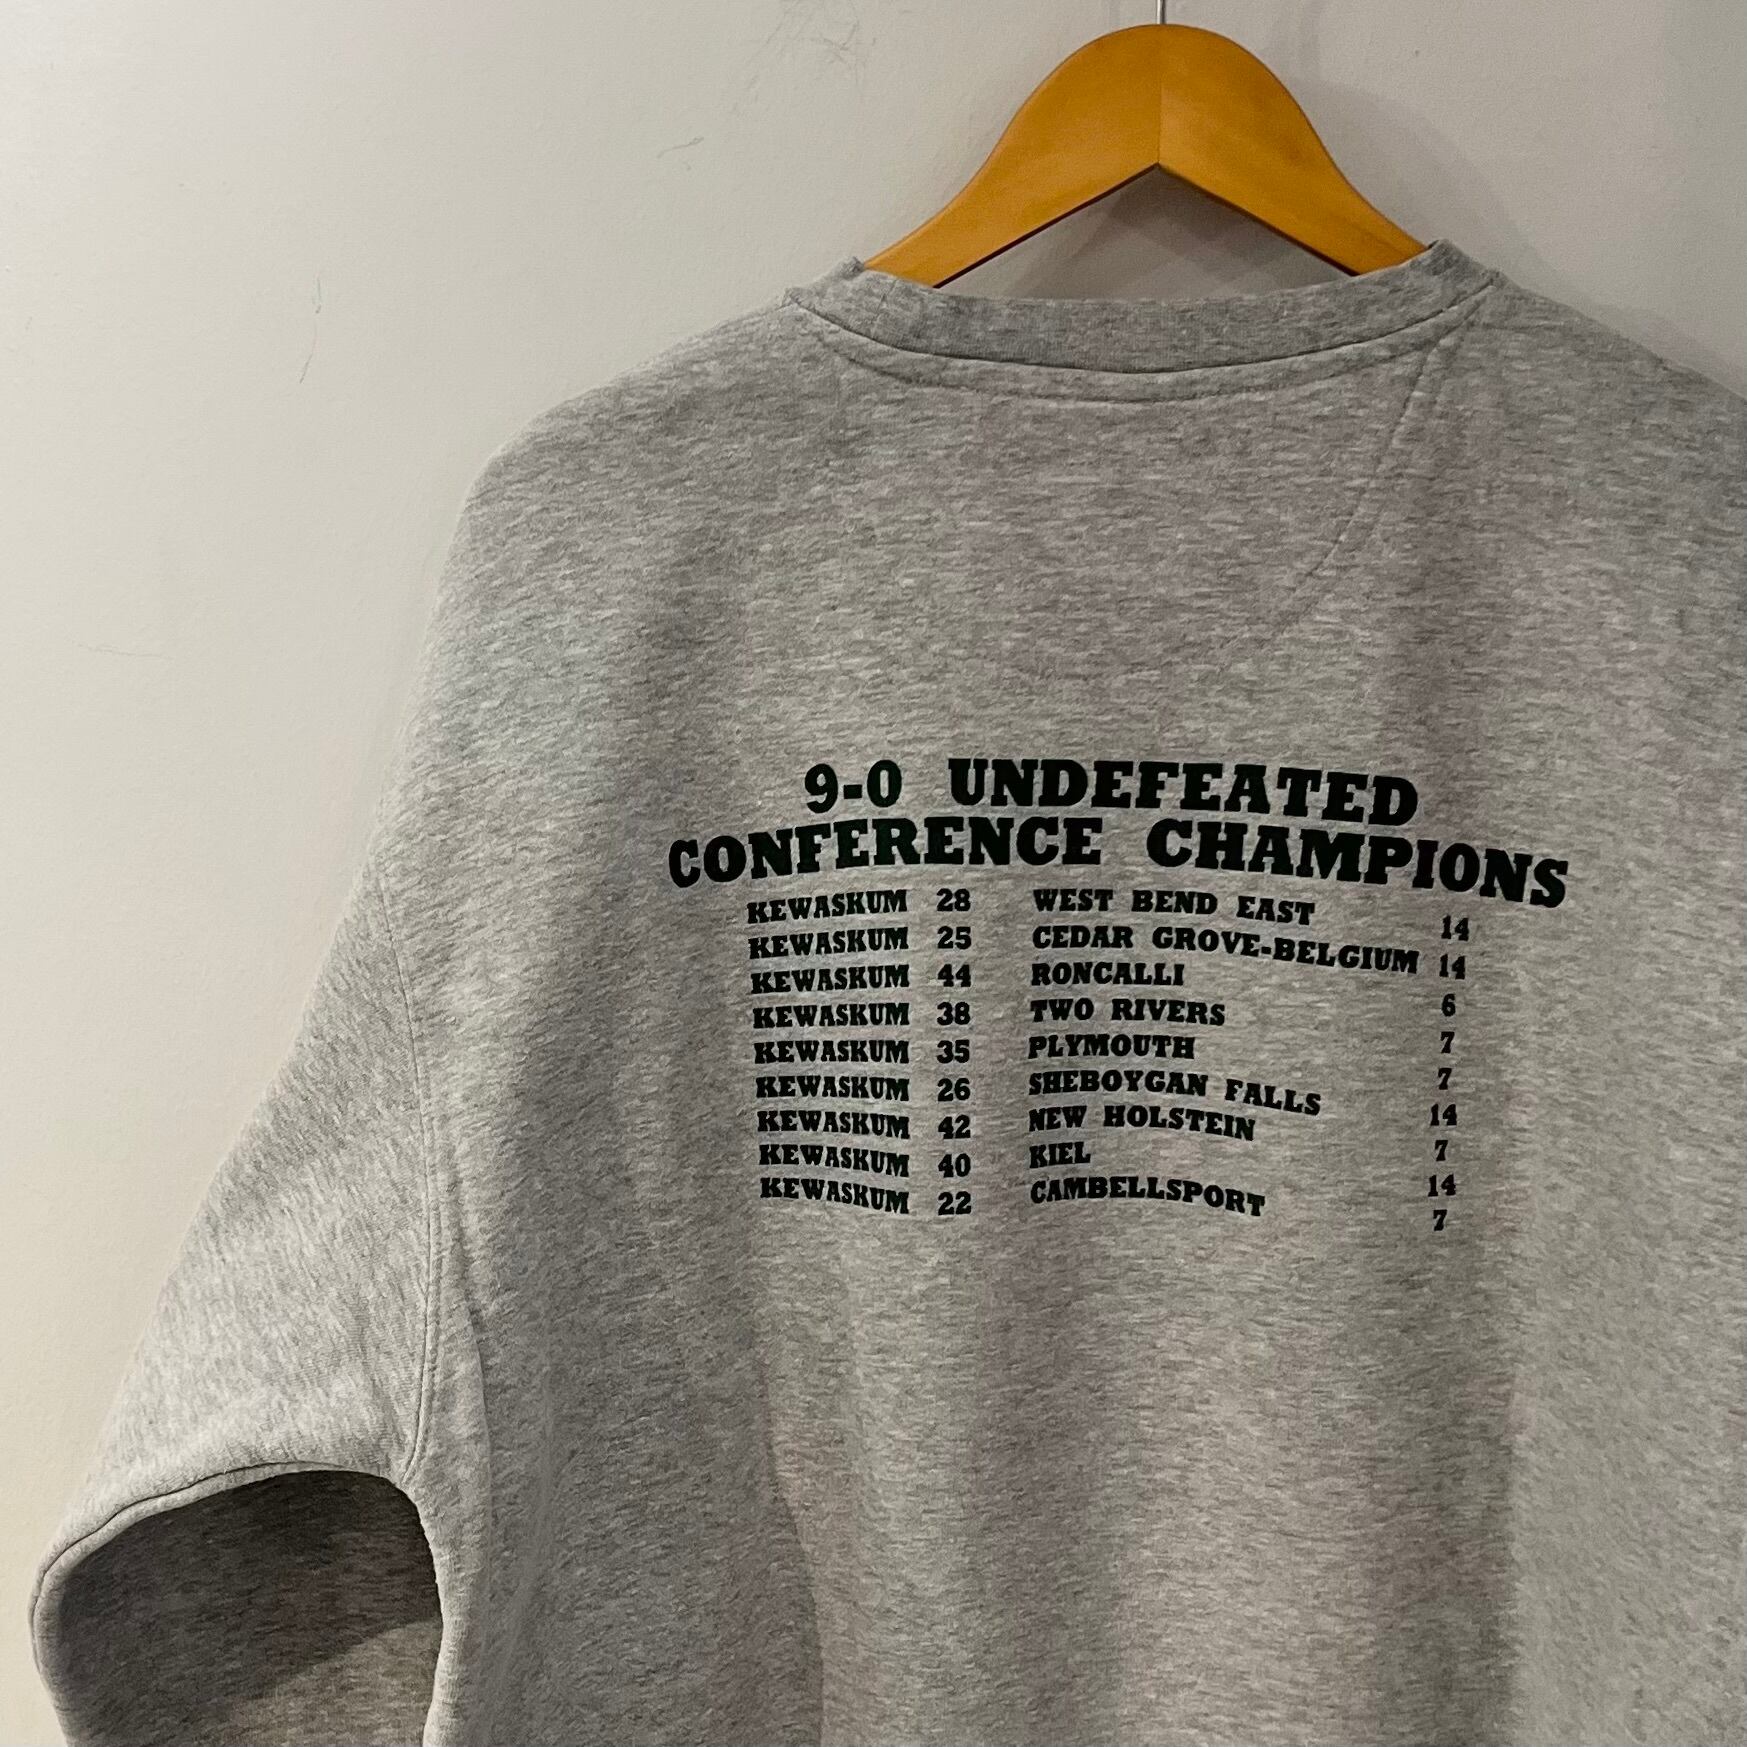 9-0 UNDEFEATED
CONFERENCE CHAMPIONS
KEWASKUM 28 WEST BEND EAST 14
KEWASKUM 25 CEDAR GROVE-BELGIUM 14
KEWASKUM 44 RONCALLI 6
KEWASKUM 38 TWO RIVERS 7
KEWASKUM 35 PLYMOUTH 7
KEWASKUM 26 SHEBOYGAN FALLS 14
KEWASKUM 42 NEW HOLSTEIN 7
KEWASKUM 40 KIEL 14
KEWASKUM 22 CAMBELLSPORT 7